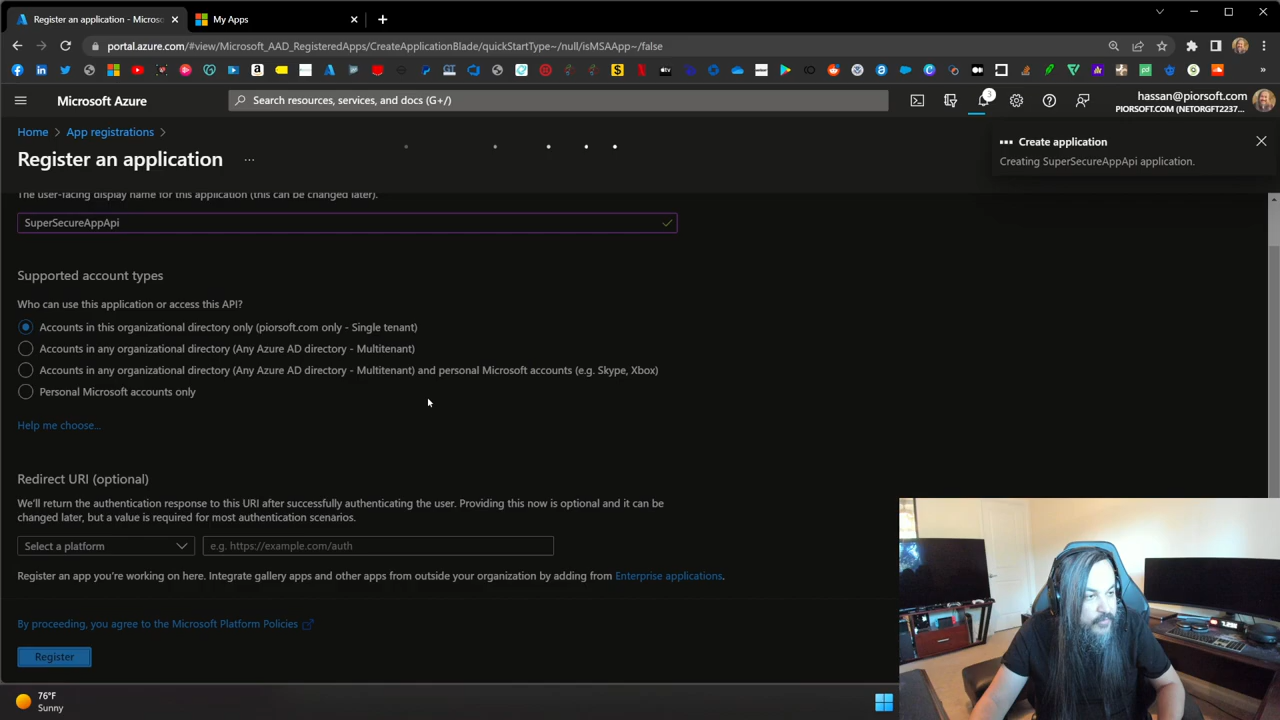 Register an application - Microso
My Apps
portal.azure.com/#view/Microsoft_AAD_RegisteredApps/CreateApplicationBlade/quickStartType~/null/isMSAApp~/false
Microsoft Azure
Search resources, services, and docs (G+/)
3
hassan@piorsoft.com
PIORSOFT.COM (NETORGFT2237...
Home > App registrations >
Register an application
...
Create application
Creating SuperSecureAppApi application.
The user-facing display name for this application (this can be changed later).
SuperSecureAppApi
Supported account types
Who can use this application or access this API?
Accounts in this organizational directory only (piorsoft.com only - Single tenant)
Accounts in any organizational directory (Any Azure AD directory - Multitenant)
Accounts in any organizational directory (Any Azure AD directory - Multitenant) and personal Microsoft accounts (e.g. Skype, Xbox)
Personal Microsoft accounts only
Help me choose...
Redirect URI (optional)
We'll return the authentication response to this URI after successfully authenticating the user. Providing this now is optional and it can be
changed later, but a value is required for most authentication scenarios.
Select a platform
e.g. https://example.com/auth
Register an app you're working on here. Integrate gallery apps and other apps from outside your organization by adding from Enterprise applications.
By proceeding, you agree to the Microsoft Platform Policies
Register
76°F
Sunny